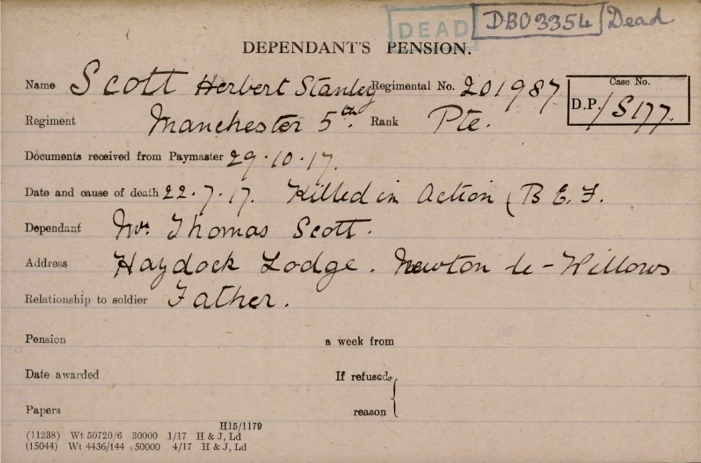 DEAD DBO3354 Dead
DEPENDANT'S PENSION.
Name Scott Herbert Stanley Regimental No. 201987 Case No.
Regiment Manchester 5th. Rank Pte. D.P./S177.
Documents received from Paymaster 29.10.17.
Date and cause of death 22.7.17. Killed in Action (B E F.
Dependant Mr. Thomas Scott.
Address Haydock Lodge. Newton le-Willows
Relationship to soldier Father.
Pension a week from
Date awarded If refused,
Papers reason
H15/1179
(11238) Wt 50720/6 30000 1/17 H & J, Ld
(15044) Wt 4436/144 50000 4/17 H & J, Ld